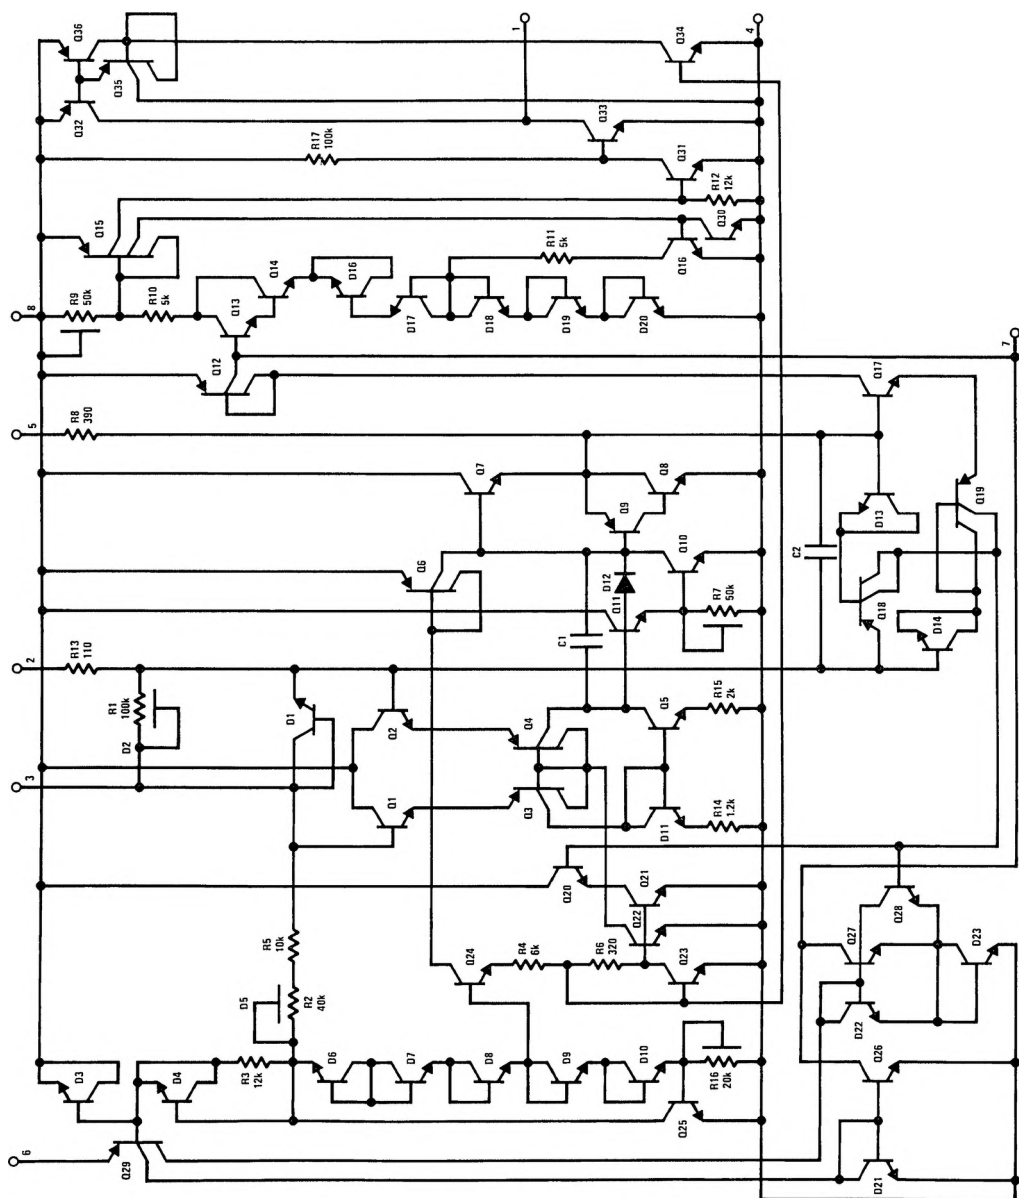 Q36
1
Q34
4
Q35
Q32
R17
100k
Q33
Q31
R12
12k
Q15
Q30
R11
5k
Q16
8
R9
50k
R10
5k
Q14
D16
Q13
D17
D18
D19
D20
7
Q12
Q17
5
R8
390
Q7
Q8
Q9
D13
Q19
Q6
Q10
C2
Q18
D12
Q11
R7
50k
D14
2
R13
110
C1
R1
100k
D2
D1
Q2
Q4
Q5
R15
2k
3
Q1
Q3
D11
R14
1.2k
Q20
Q21
Q22
Q28
R5
10k
Q24
R4
6k
R6
320
Q23
Q27
D23
D5
R2
40k
D22
D3
D4
R3
12k
D6
D7
D8
D9
D10
R16
20k
Q26
6
Q29
Q25
D21